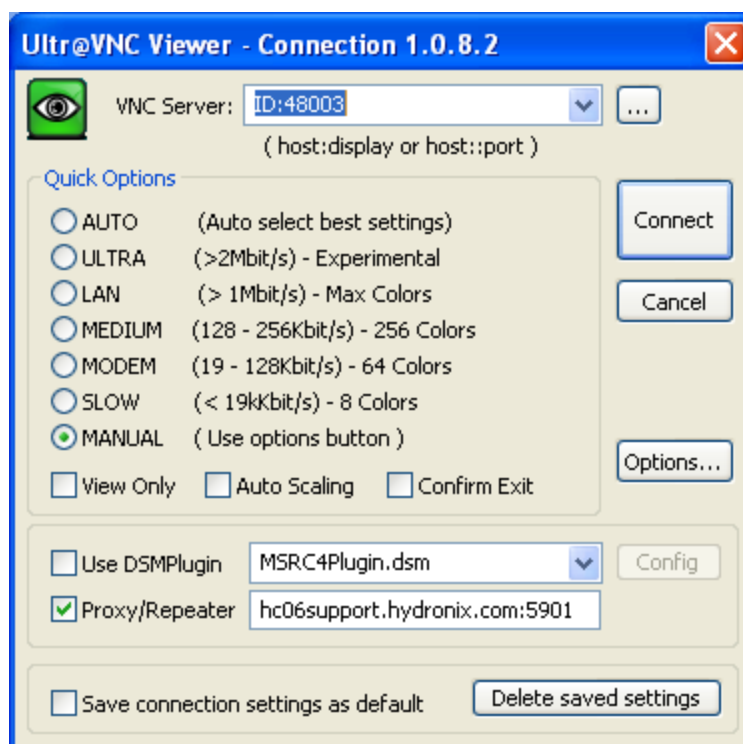 Ultr@VNC Viewer - Connection 1.0.8.2
VNC Server: ID:48003 ...
( host:display or host::port )
Quick Options
AUTO (Auto select best settings)
Connect
ULTRA (>2Mbit/s) - Experimental
LAN (> 1Mbit/s) - Max Colors
Cancel
MEDIUM (128 - 256Kbit/s) - 256 Colors
MODEM (19 - 128Kbit/s) - 64 Colors
SLOW (< 19kKbit/s) - 8 Colors
MANUAL ( Use options button )
Options...
View Only Auto Scaling Confirm Exit
Use DSMPlugin MSRC4Plugin.dsm Config
Proxy/Repeater hc06support.hydronix.com:5901
Save connection settings as default Delete saved settings